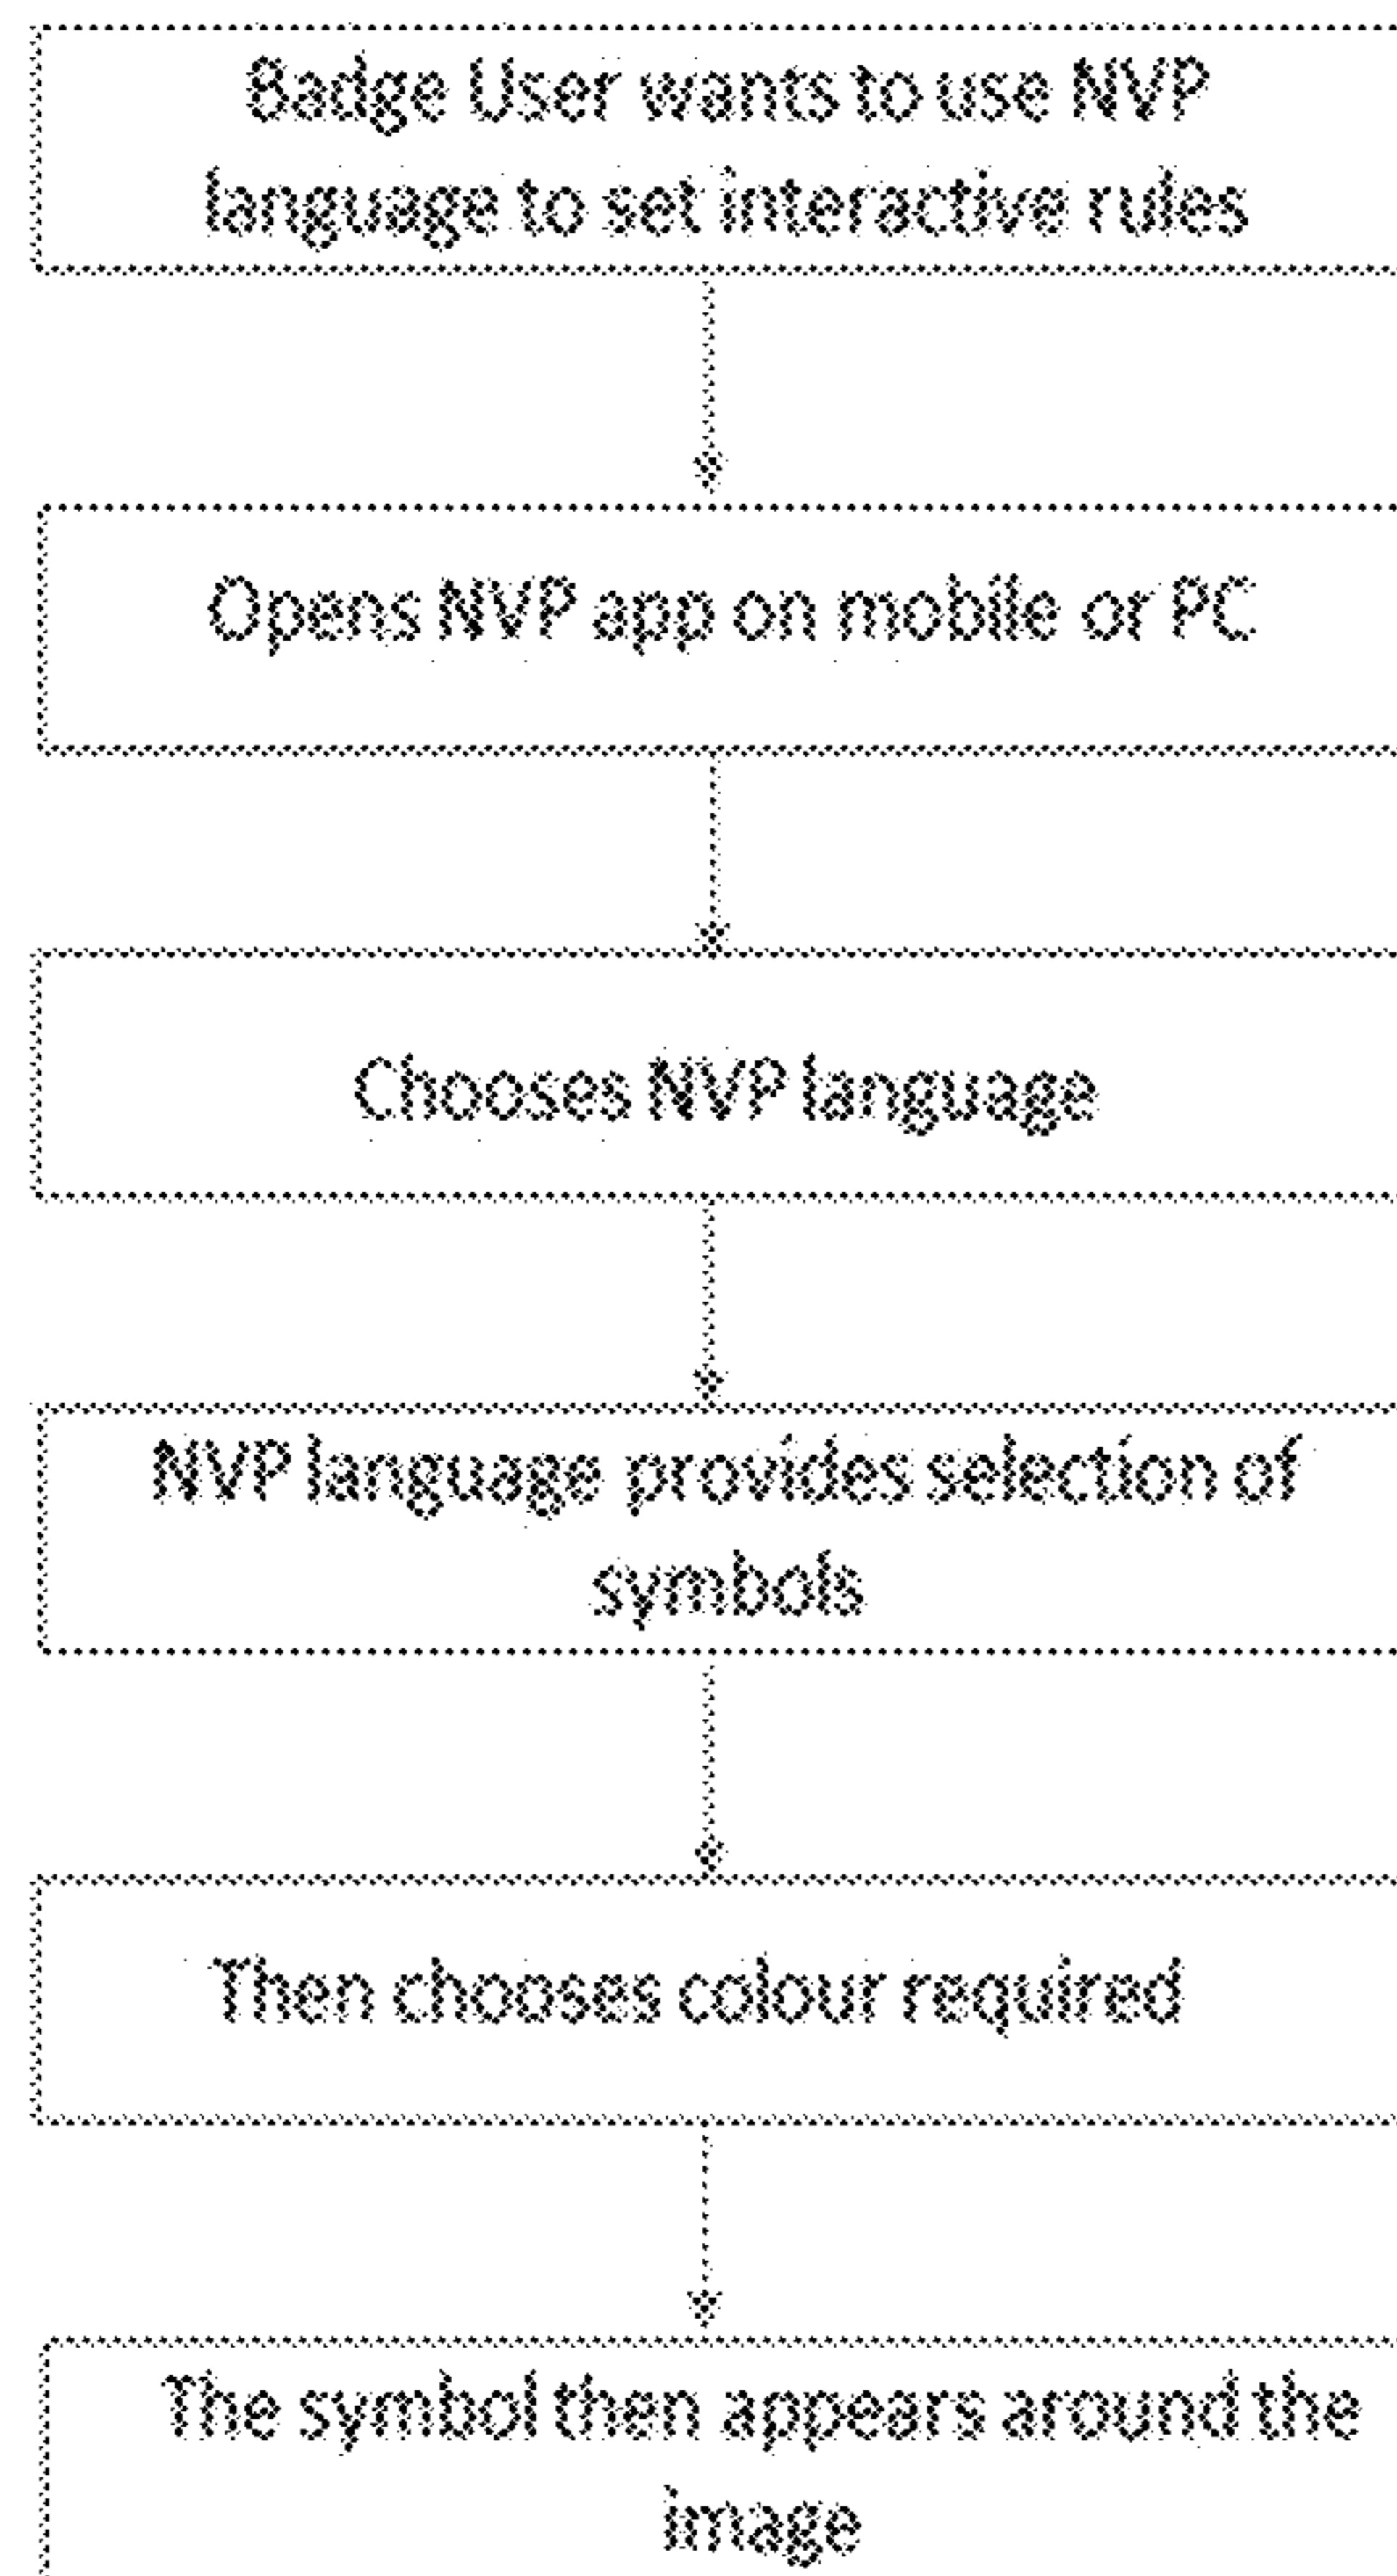 Badge User wants to use NVP
language to set interactive rules
Opens NVP app on mobile or PC
Chooses NVP language
NVP language provides selection of
symbols
Then chooses colour required
The symbol then appears around the
image